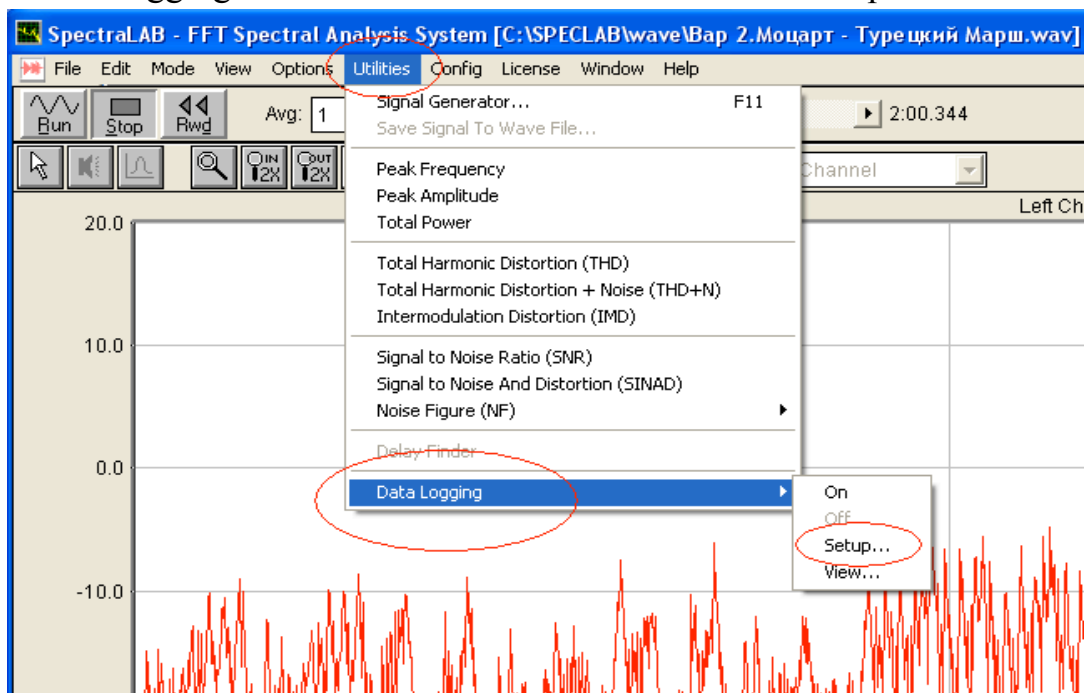 SpectraLAB - FFT Spectral Analysis System [C:\SPECLAB\wave\Вар 2.Моцарт - Турецкий Марш.wav]
File Edit Mode View Options Utilities Config License Window Help
Run Stop Rwd Avg: 1 2:00.344
IN 2X OUT 2X Channel
Left Ch
Signal Generator... F11
Save Signal To Wave File...
Peak Frequency
Peak Amplitude
Total Power
Total Harmonic Distortion (THD)
Total Harmonic Distortion + Noise (THD+N)
Intermodulation Distortion (IMD)
Signal to Noise Ratio (SNR)
Signal to Noise And Distortion (SINAD)
Noise Figure (NF)
Delay Finder
Data Logging
On
Off
Setup...
View...
20.0
10.0
0.0
-10.0